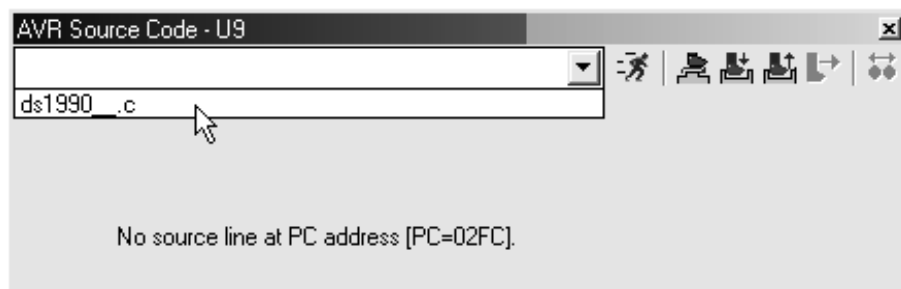 AVR Source Code - U9
ds1990__.c
No source line at PC address [PC=02FC].